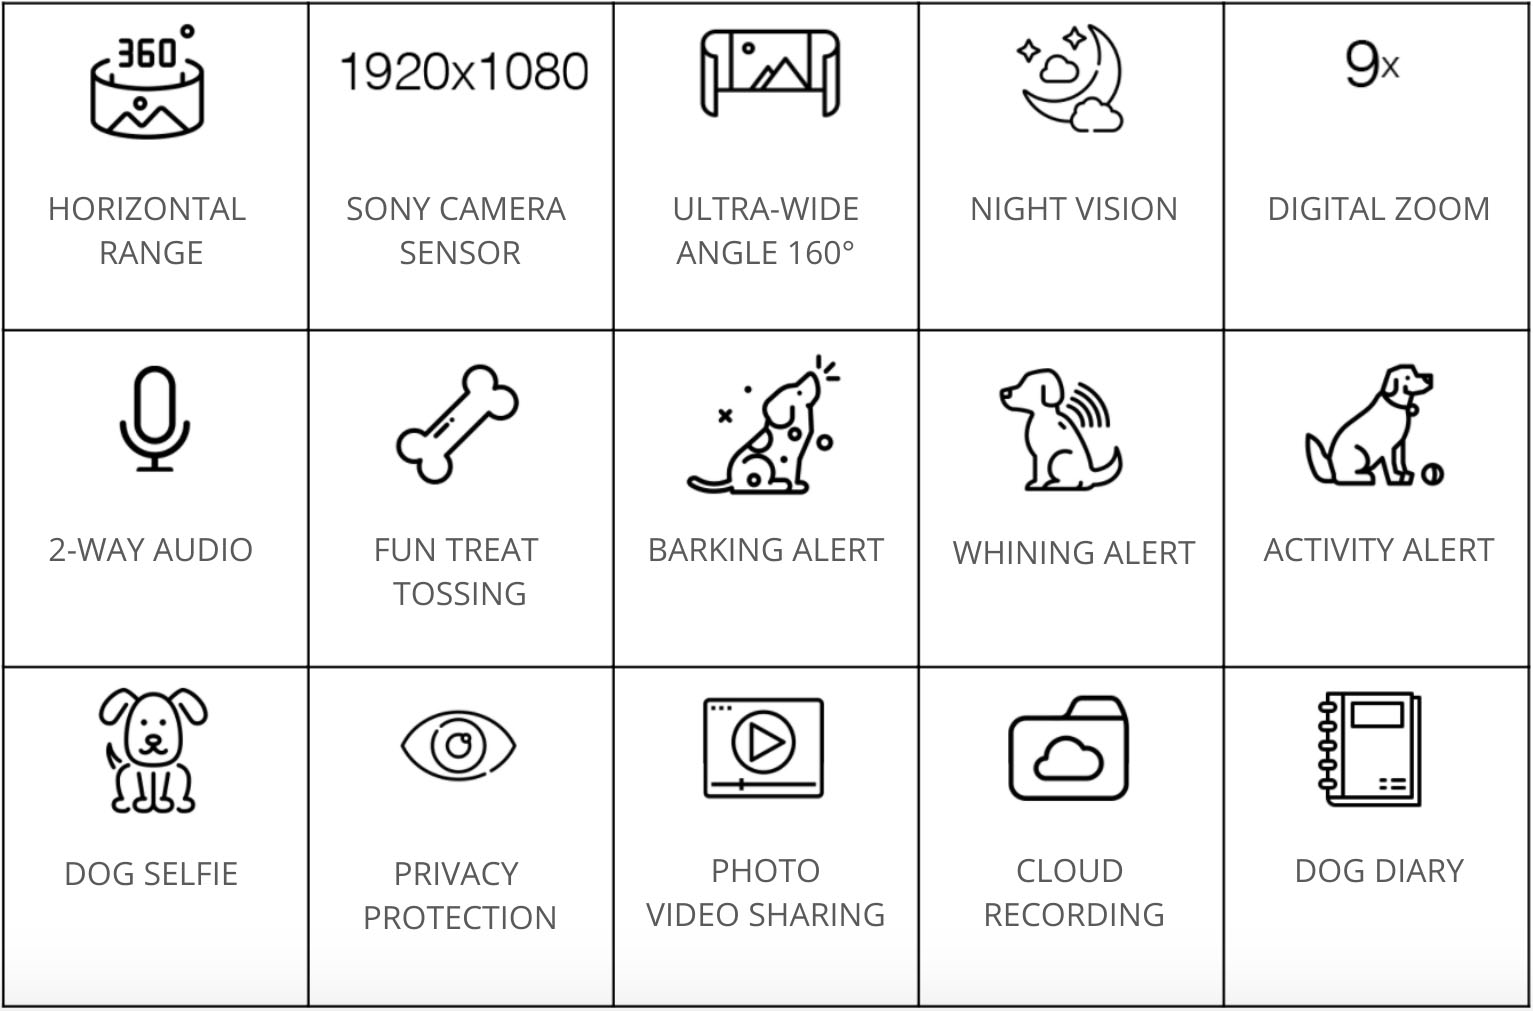 360°
HORIZONTAL
RANGE
1920x1080
SONY CAMERA
SENSOR
ULTRA-WIDE
ANGLE 160°
NIGHT VISION
9x
DIGITAL ZOOM
2-WAY AUDIO
FUN TREAT
TOSSING
BARKING ALERT
WHINING ALERT
ACTIVITY ALERT
DOG SELFIE
PRIVACY
PROTECTION
PHOTO
VIDEO SHARING
CLOUD
RECORDING
DOG DIARY